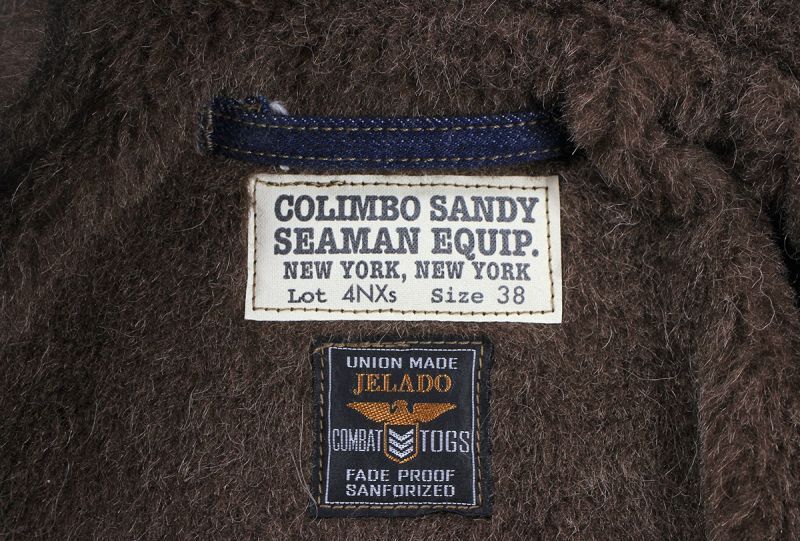 COLIMBO SANDY
SEAMAN EQUIP.
NEW YORK, NEW YORK
Lot 4NXs Size 38
UNION MADE
JELADO
COMBAT TOGS
FADE PROOF
SANFORIZED